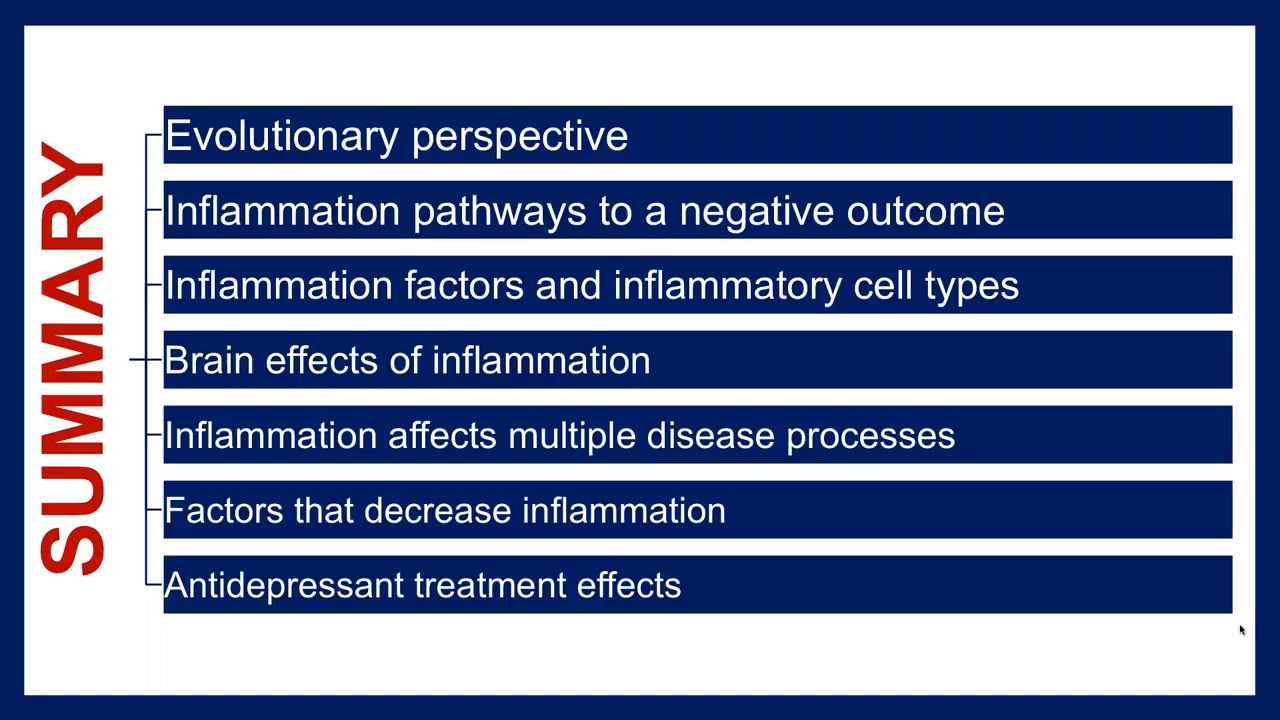 SUMMARY
Evolutionary perspective
Inflammation pathways to a negative outcome
Inflammation factors and inflammatory cell types
Brain effects of inflammation
Inflammation affects multiple disease processes
Factors that decrease inflammation
Antidepressant treatment effects